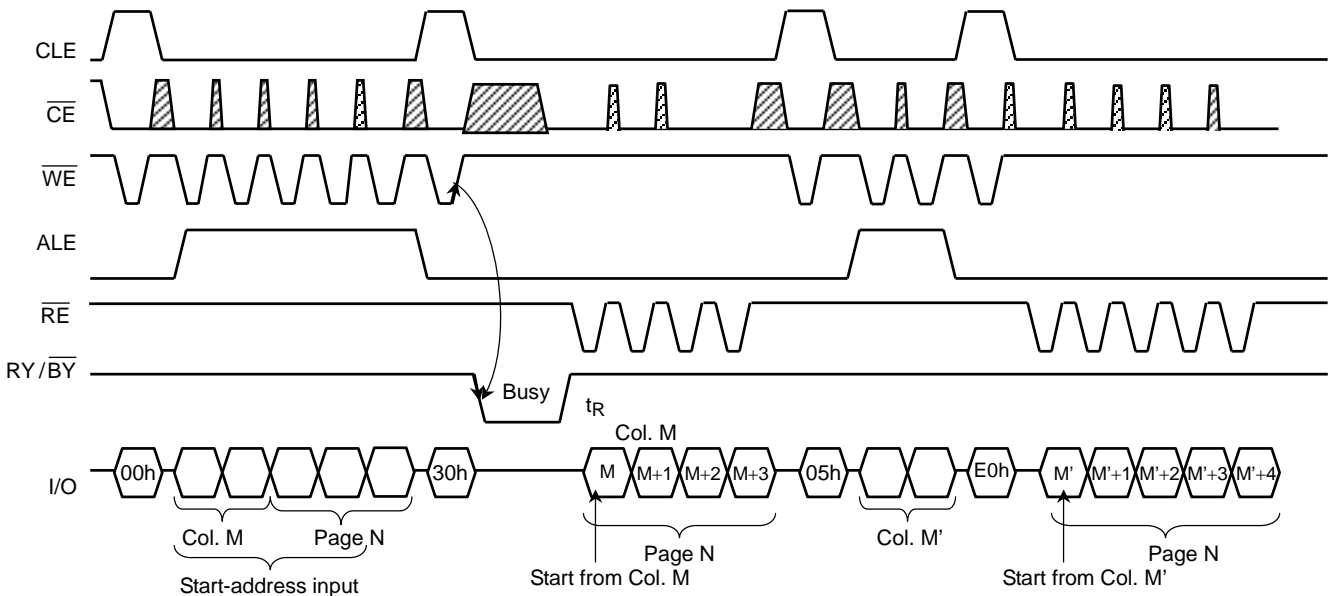 CLE
CE
WE
ALE
RE
RY/BY
Busy
tR
Col. M
I/O
00h
30h
M
M+1
M+2
M+3
05h
E0h
M'
M'+1
M'+2
M'+3
M'+4
Col. M
Page N
Start-address input
Page N
Start from Col. M
Col. M'
Page N
Start from Col. M'